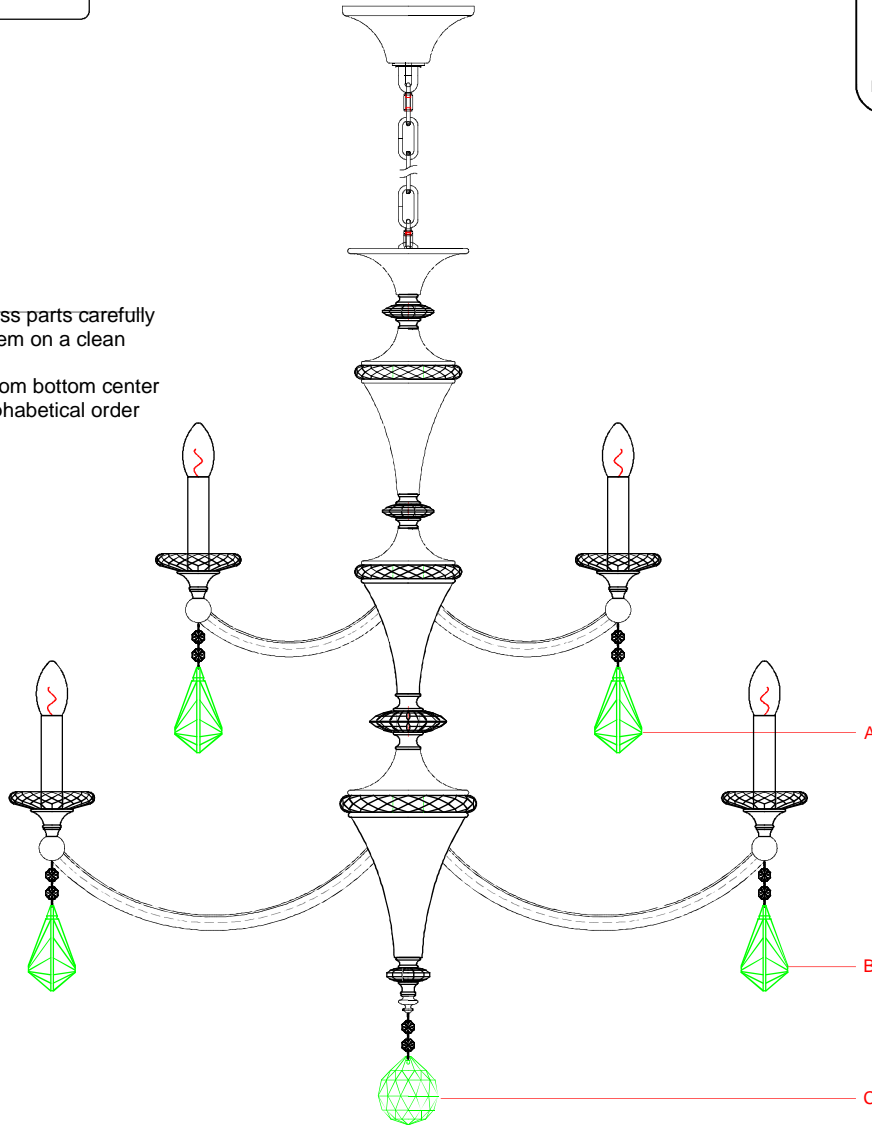 ss parts carefully
em on a clean
om bottom center
habetical order
A
B
C